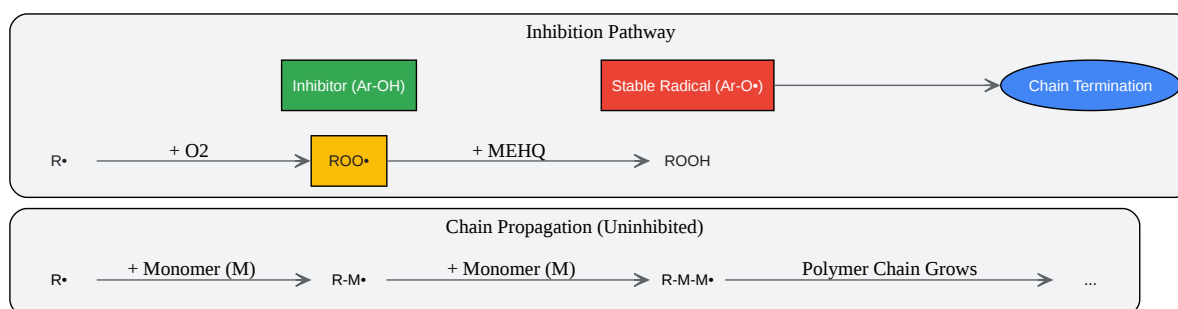 Inhibition Pathway
Inhibitor (Ar-OH)
Stable Radical (Ar-O•)
Chain Termination
R•
+ O2
ROO•
+ MEHQ
ROOH
Chain Propagation (Uninhibited)
R•
+ Monomer (M)
R-M•
+ Monomer (M)
R-M-M•
Polymer Chain Grows
...